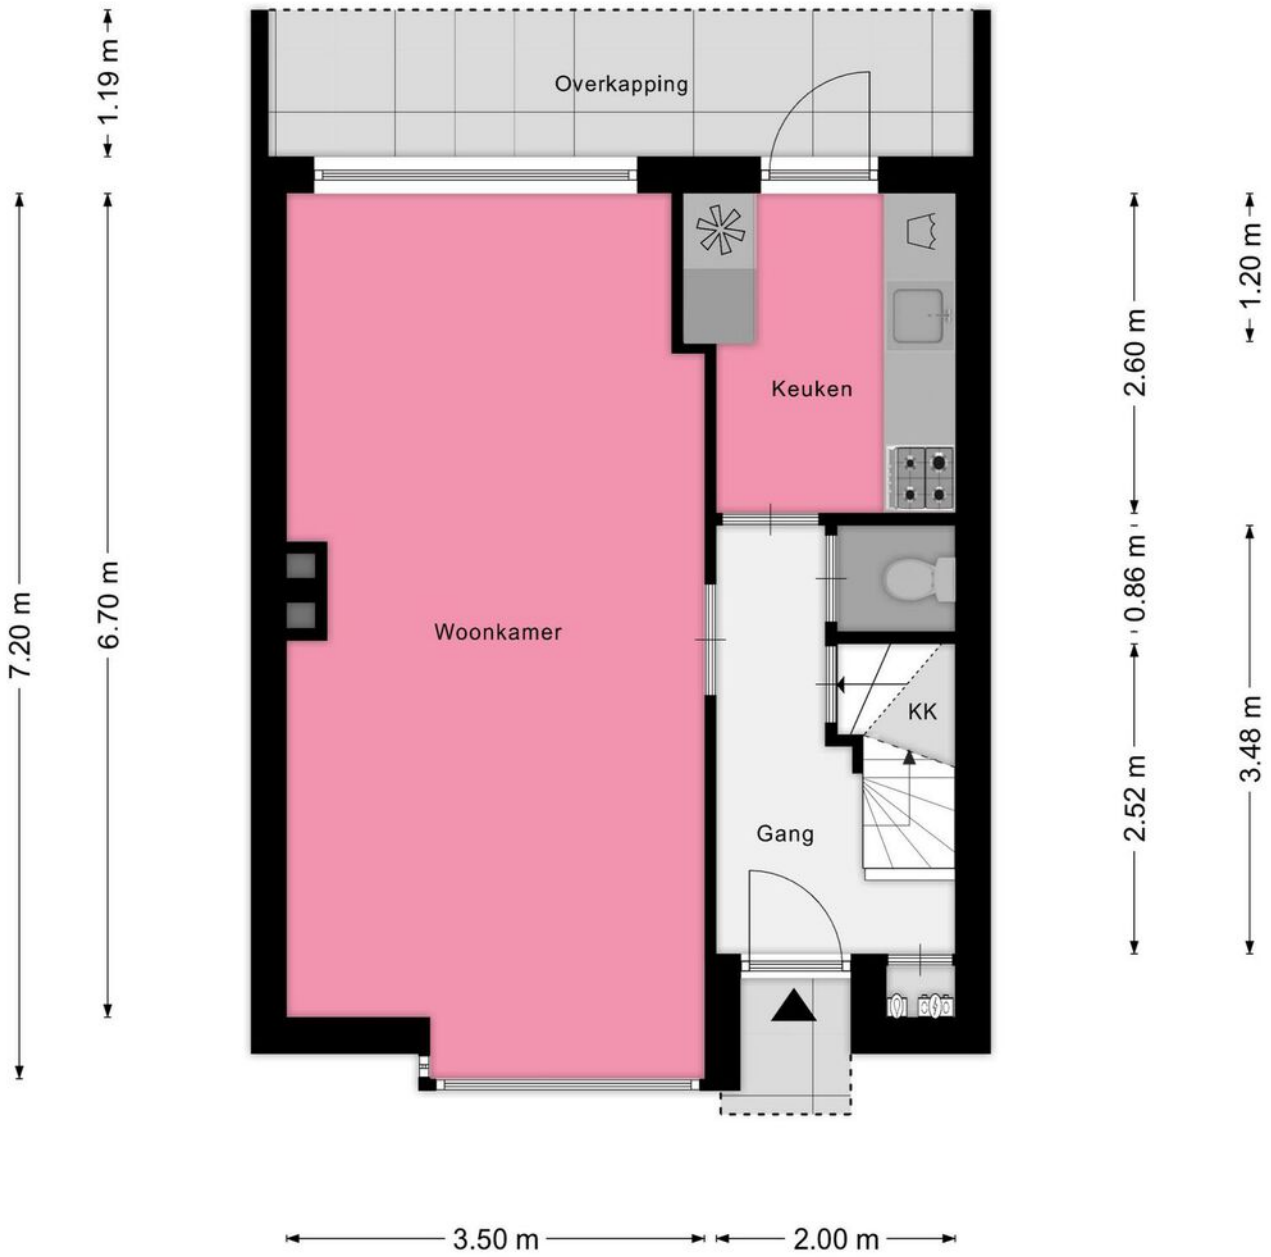 Overkapping
1.19 m
7.20 m
6.70 m
Keuken
2.60 m
1.20 m
Woonkamer
0.86 m
KK
Gang
2.52 m
3.48 m
3.50 m
2.00 m